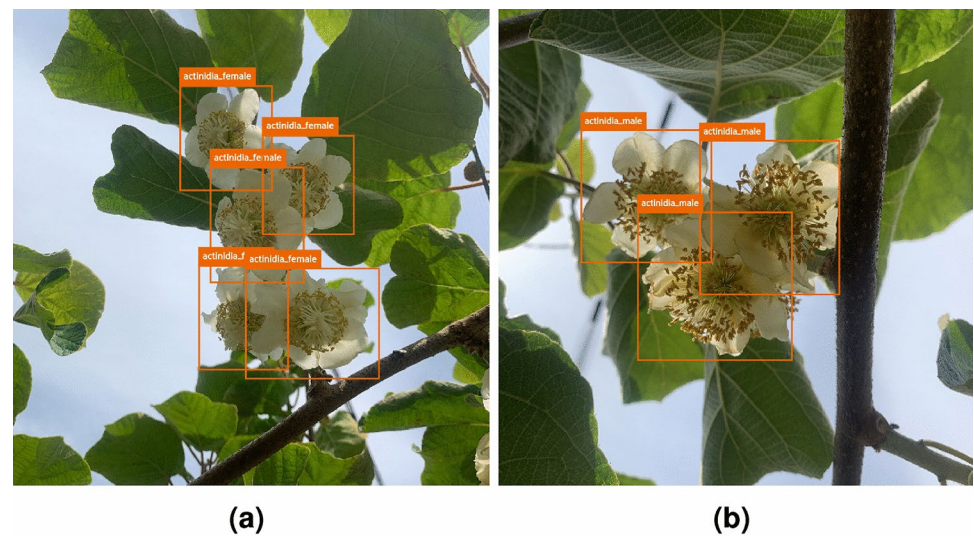 actinidia_female
actinidia_female
actinidia_female
actinidia_f
actinidia_female
actinidia_male
actinidia_male
actinidia_male
(a)
(b)